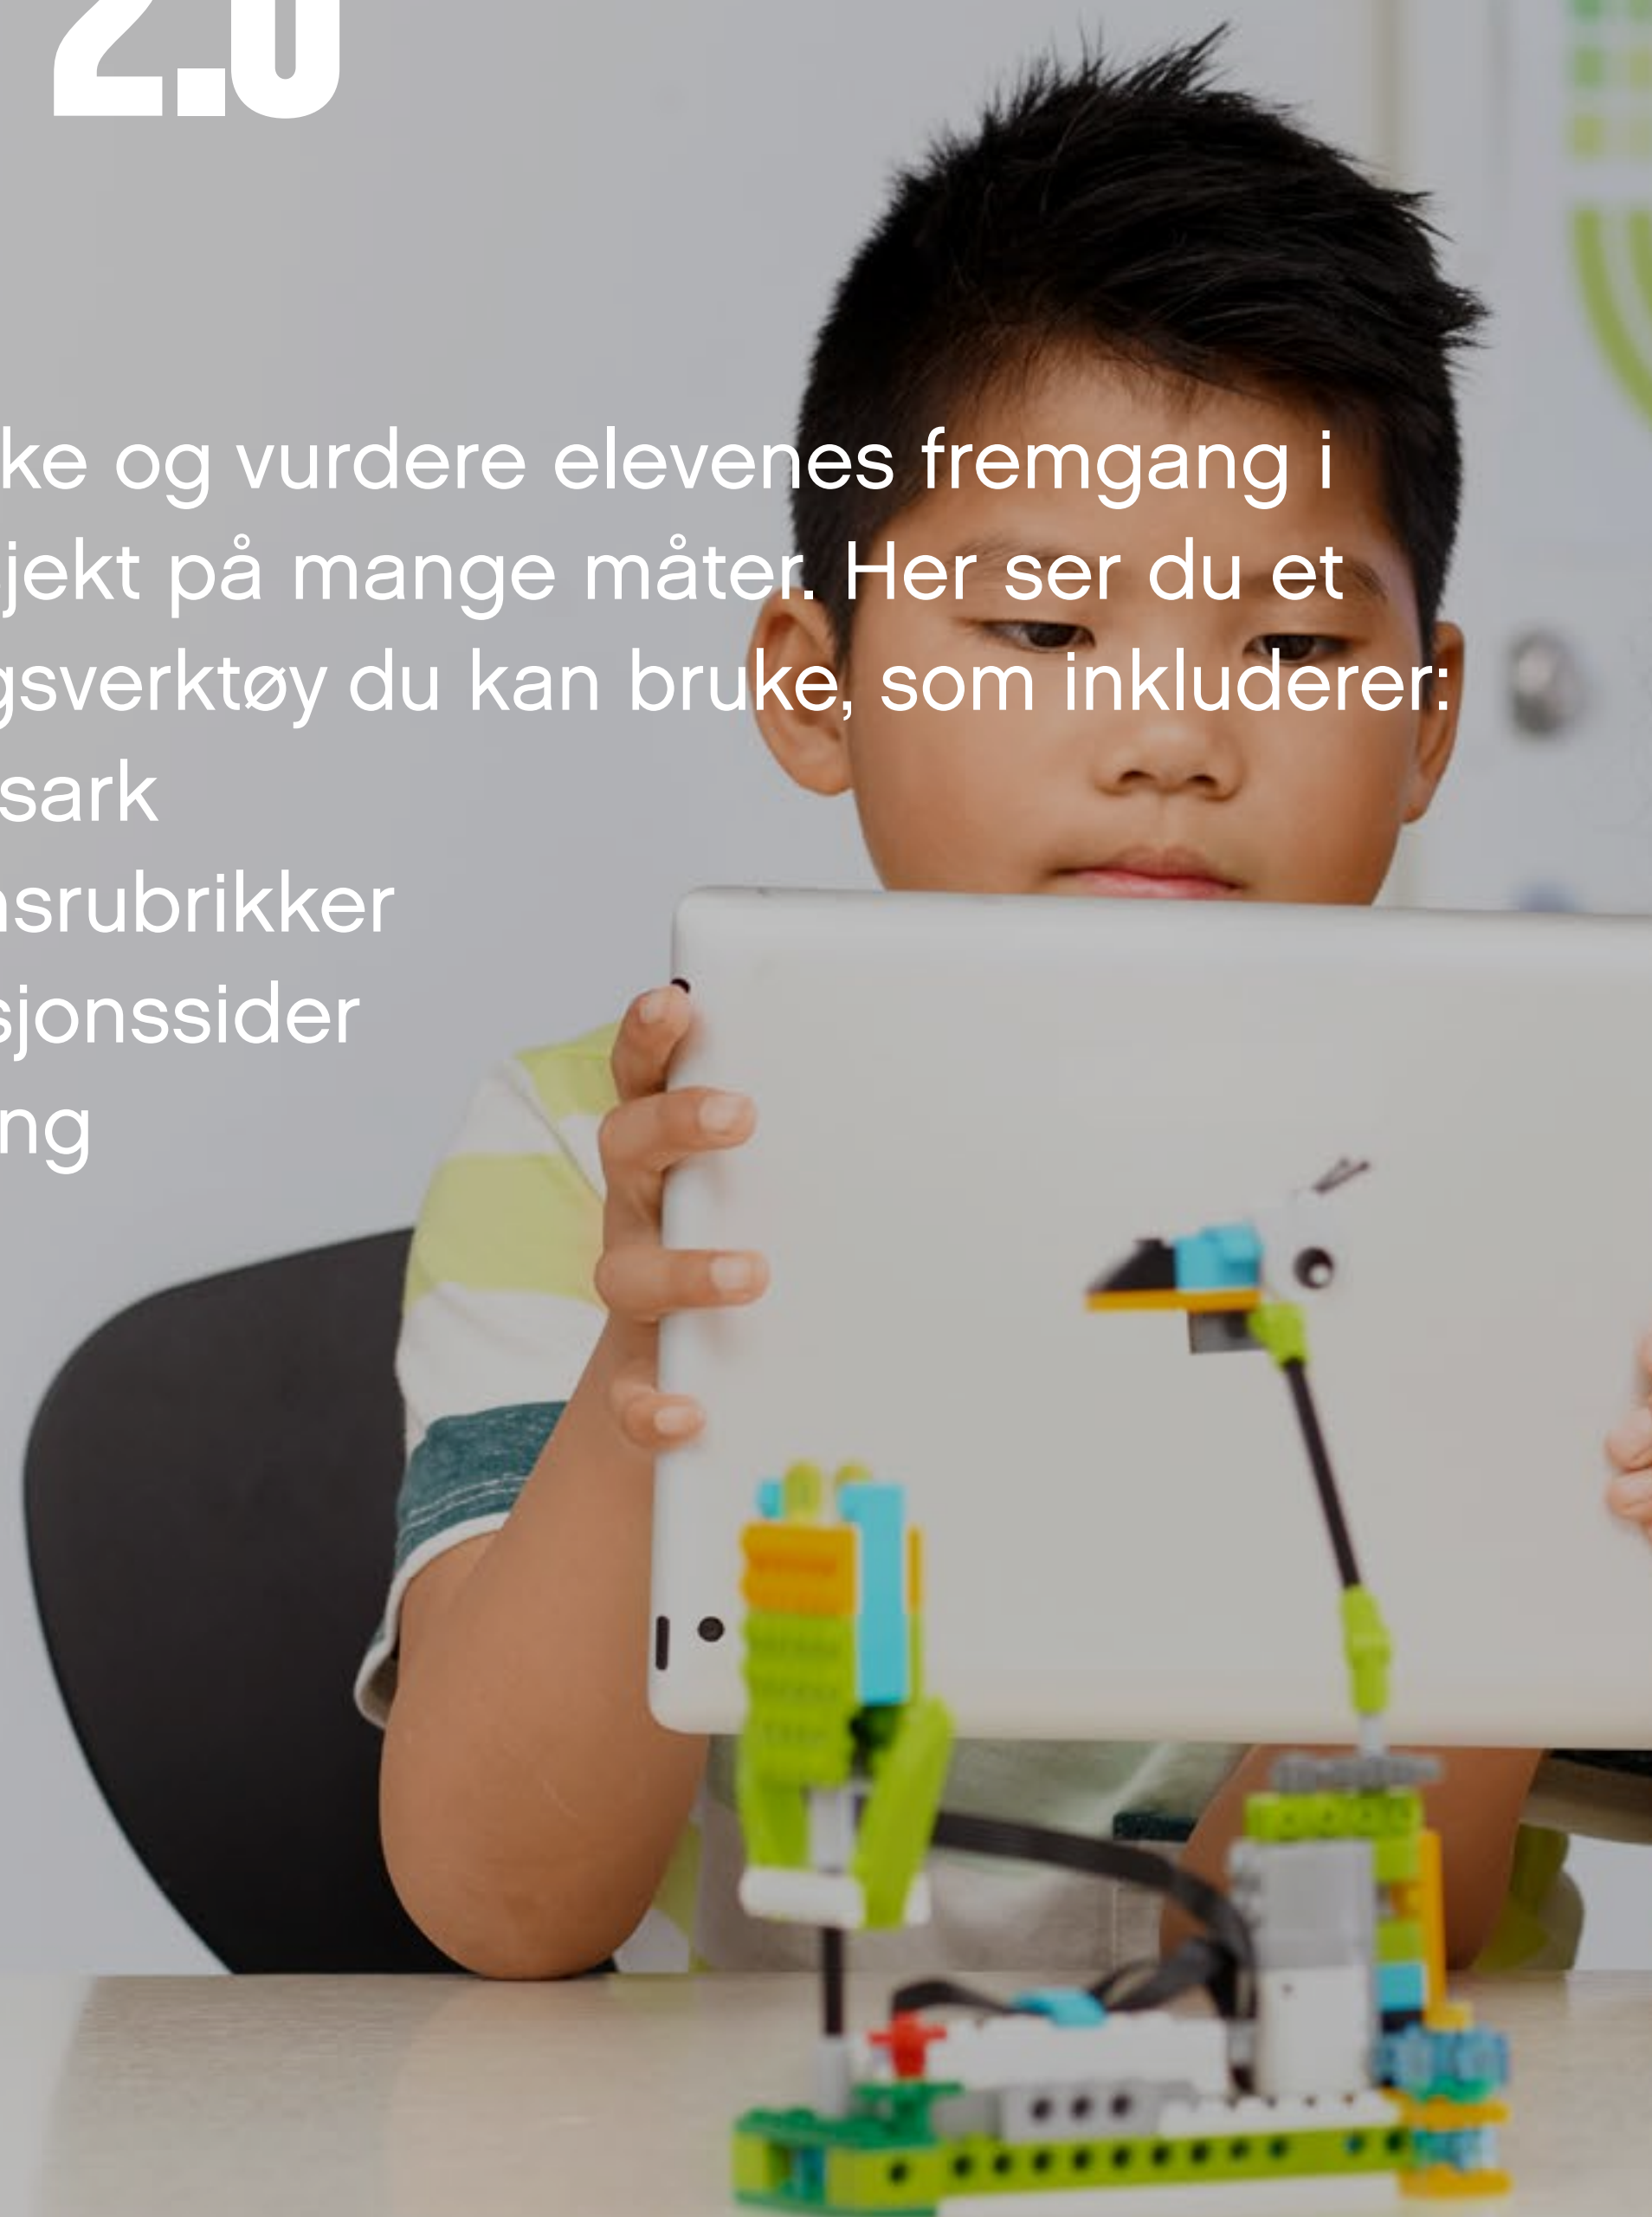 2.0
ke og vurdere elevenes fremgang i
jekt på mange måter. Her ser du et
gsverktøy du kan bruke, som inkluderer:
sark
nsrubrikker
sjonssider
ng